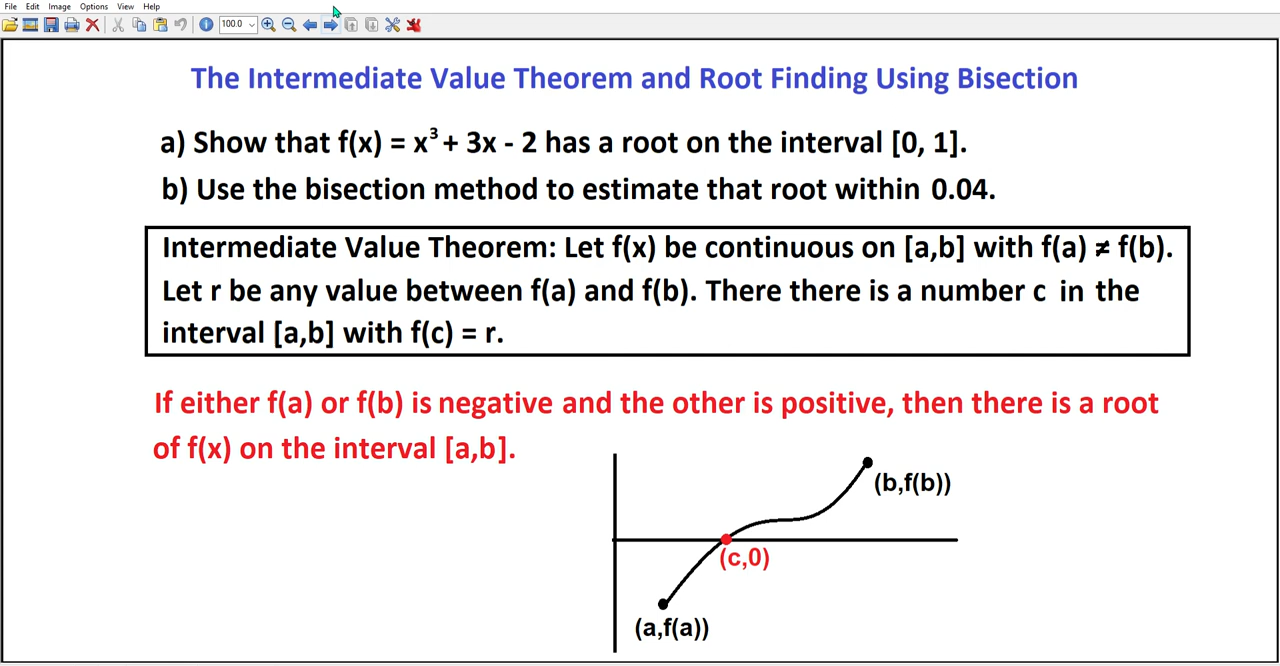 File Edit Image Options View Help
100.0
The Intermediate Value Theorem and Root Finding Using Bisection
a) Show that f(x) = x³ + 3x - 2 has a root on the interval [0, 1].
b) Use the bisection method to estimate that root within 0.04.
Intermediate Value Theorem: Let f(x) be continuous on [a,b] with f(a) ≠ f(b).
Let r be any value between f(a) and f(b). There there is a number c in the
interval [a,b] with f(c) = r.
If either f(a) or f(b) is negative and the other is positive, then there is a root
of f(x) on the interval [a,b].
(b,f(b))
(c,0)
(a,f(a))